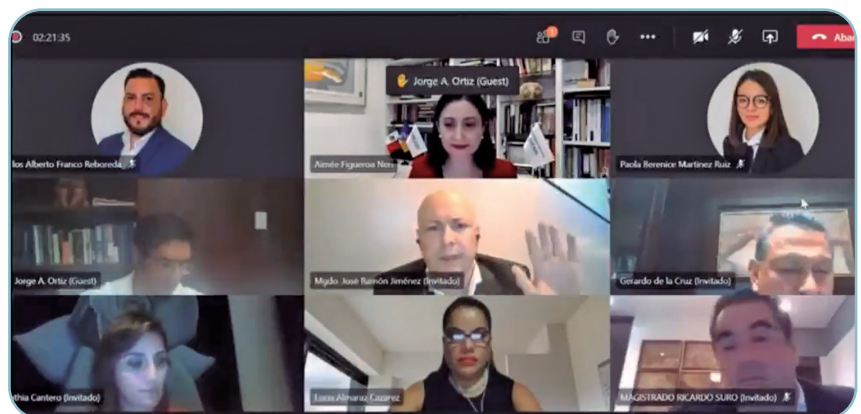 02:21:35
Jorge A. Ortiz (Guest)
los Alberto Franco Reboreda
Aimée Figueroa Neri
Paola Berenice Martínez Ruiz
Jorge A. Ortiz (Guest)
Mgdo. José Ramón Jiménez (Invitado)
Gerardo de la Cruz (Invitado)
thia Cantero (Invitado)
Almaraz Cazarez
MAGISTRADO RICARDO SURO (Invitado)